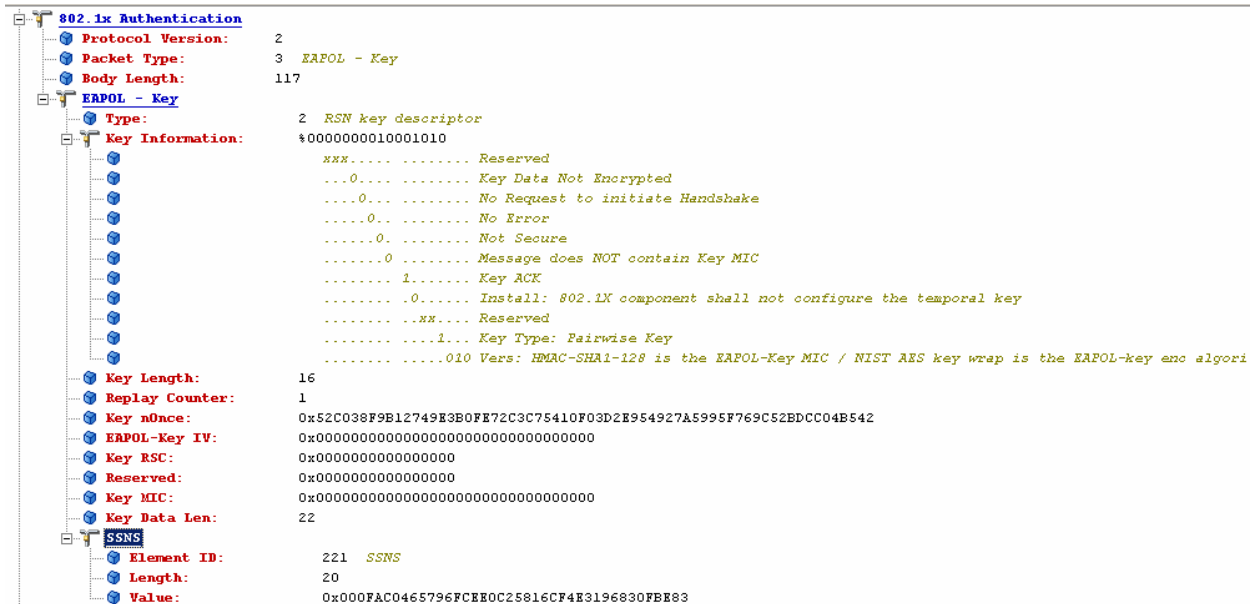 802.1x Authentication
Protocol Version: 2
Packet Type: 3 EAPOL - Key
Body Length: 117
EAPOL - Key
Type: 2 RSN key descriptor
Key Information: %0000000010001010
xxx..... ........ Reserved
...0.... ........ Key Data Not Encrypted
....0... ........ No Request to initiate Handshake
.....0.. ........ No Error
......0. ........ Not Secure
.......0 ........ Message does NOT contain Key MIC
........ 1....... Key ACK
........ .0...... Install: 802.1X component shall not configure the temporal key
........ ..xx.... Reserved
........ ....1... Key Type: Pairwise Key
........ .....010 Vers: HMAC-SHA1-128 is the EAPOL-Key MIC / NIST AES key wrap is the EAPOL-key enc algori
Key Length: 16
Replay Counter: 1
Key nOnce: 0x52C038F9B12749E3B0FE72C3C75410F03D2E954927A5995F769C52BDCC04B542
EAPOL-Key IV: 0x00000000000000000000000000000000
Key RSC: 0x0000000000000000
Reserved: 0x0000000000000000
Key MIC: 0x00000000000000000000000000000000
Key Data Len: 22
SSNS
Element ID: 221 SSNS
Length: 20
Value: 0x000FAC0465796FCEE0C25816CF4E3196830FBE83